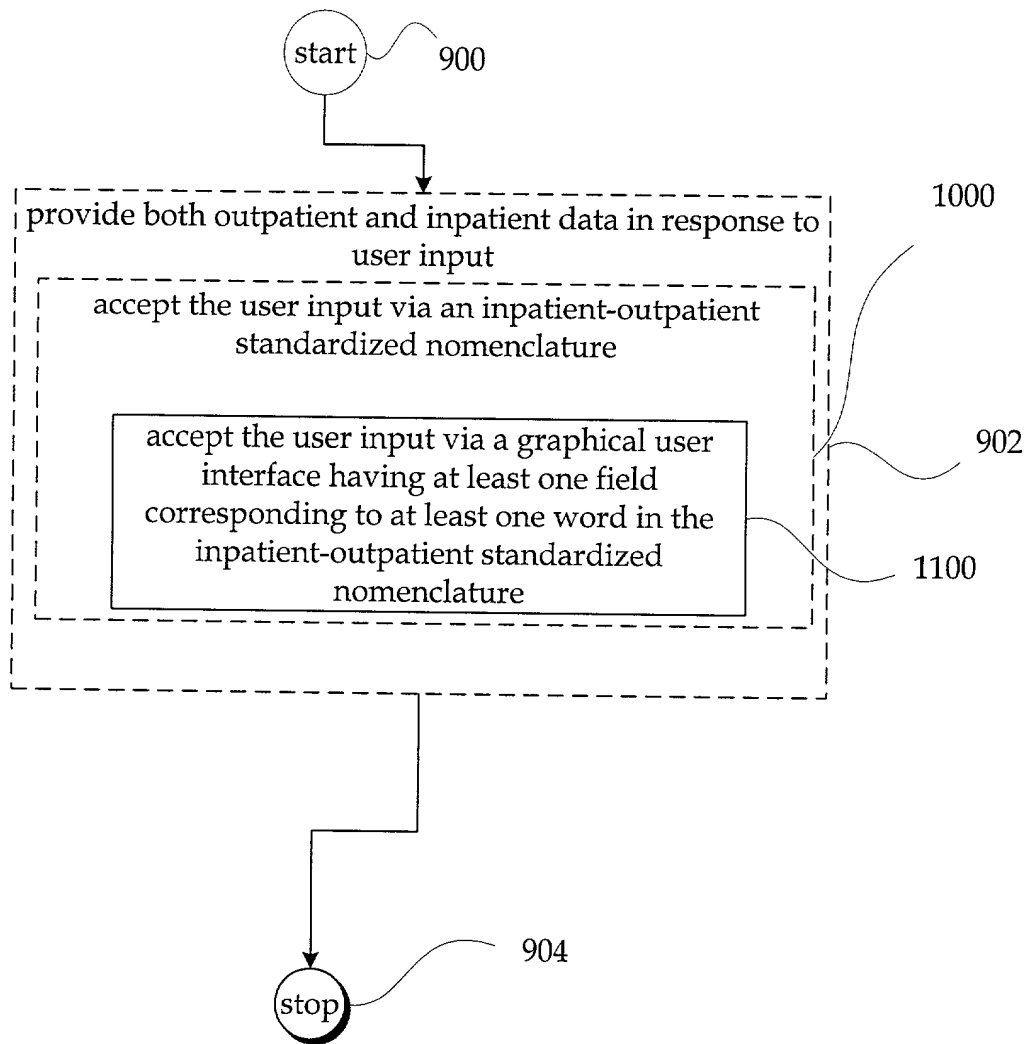 start
900
1000
provide both outpatient and inpatient data in response to
user input
accept the user input via an inpatient-outpatient
standardized nomenclature
902
accept the user input via a graphical user
interface having at least one field
corresponding to at least one word in the
inpatient-outpatient standardized
nomenclature
1100
904
stop